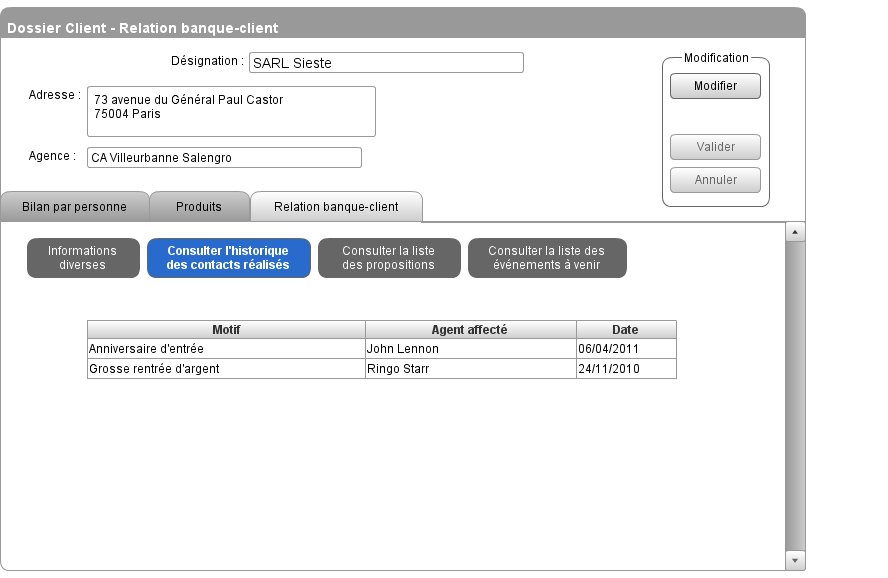 Dossier Client - Relation banque-client
Désignation : SARL Sieste
Modification
Modifier
Adresse : 73 avenue du Général Paul Castor
75004 Paris
Valider
Agence : CA Villeurbanne Salengro
Annuler
Bilan par personne Produits Relation banque-client
Informations
diverses
Consulter l'historique
des contacts réalisés
Consulter la liste
des propositions
Consulter la liste des
événements à venir
Motif Agent affecté Date
Anniversaire d'entrée John Lennon 06/04/2011
Grosse rentrée d'argent Ringo Starr 24/11/2010